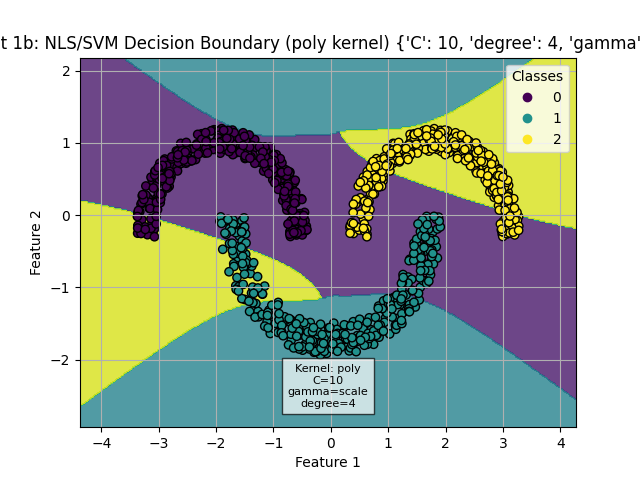 t 1b: NLS/SVM Decision Boundary (poly kernel) {'C': 10, 'degree': 4, 'gamma'
Classes
0
1
2
2
1
0
−1
−2
Feature 2
Kernel: poly
C=10
gamma=scale
degree=4
−4 −3 −2 −1 0 1 2 3 4
Feature 1